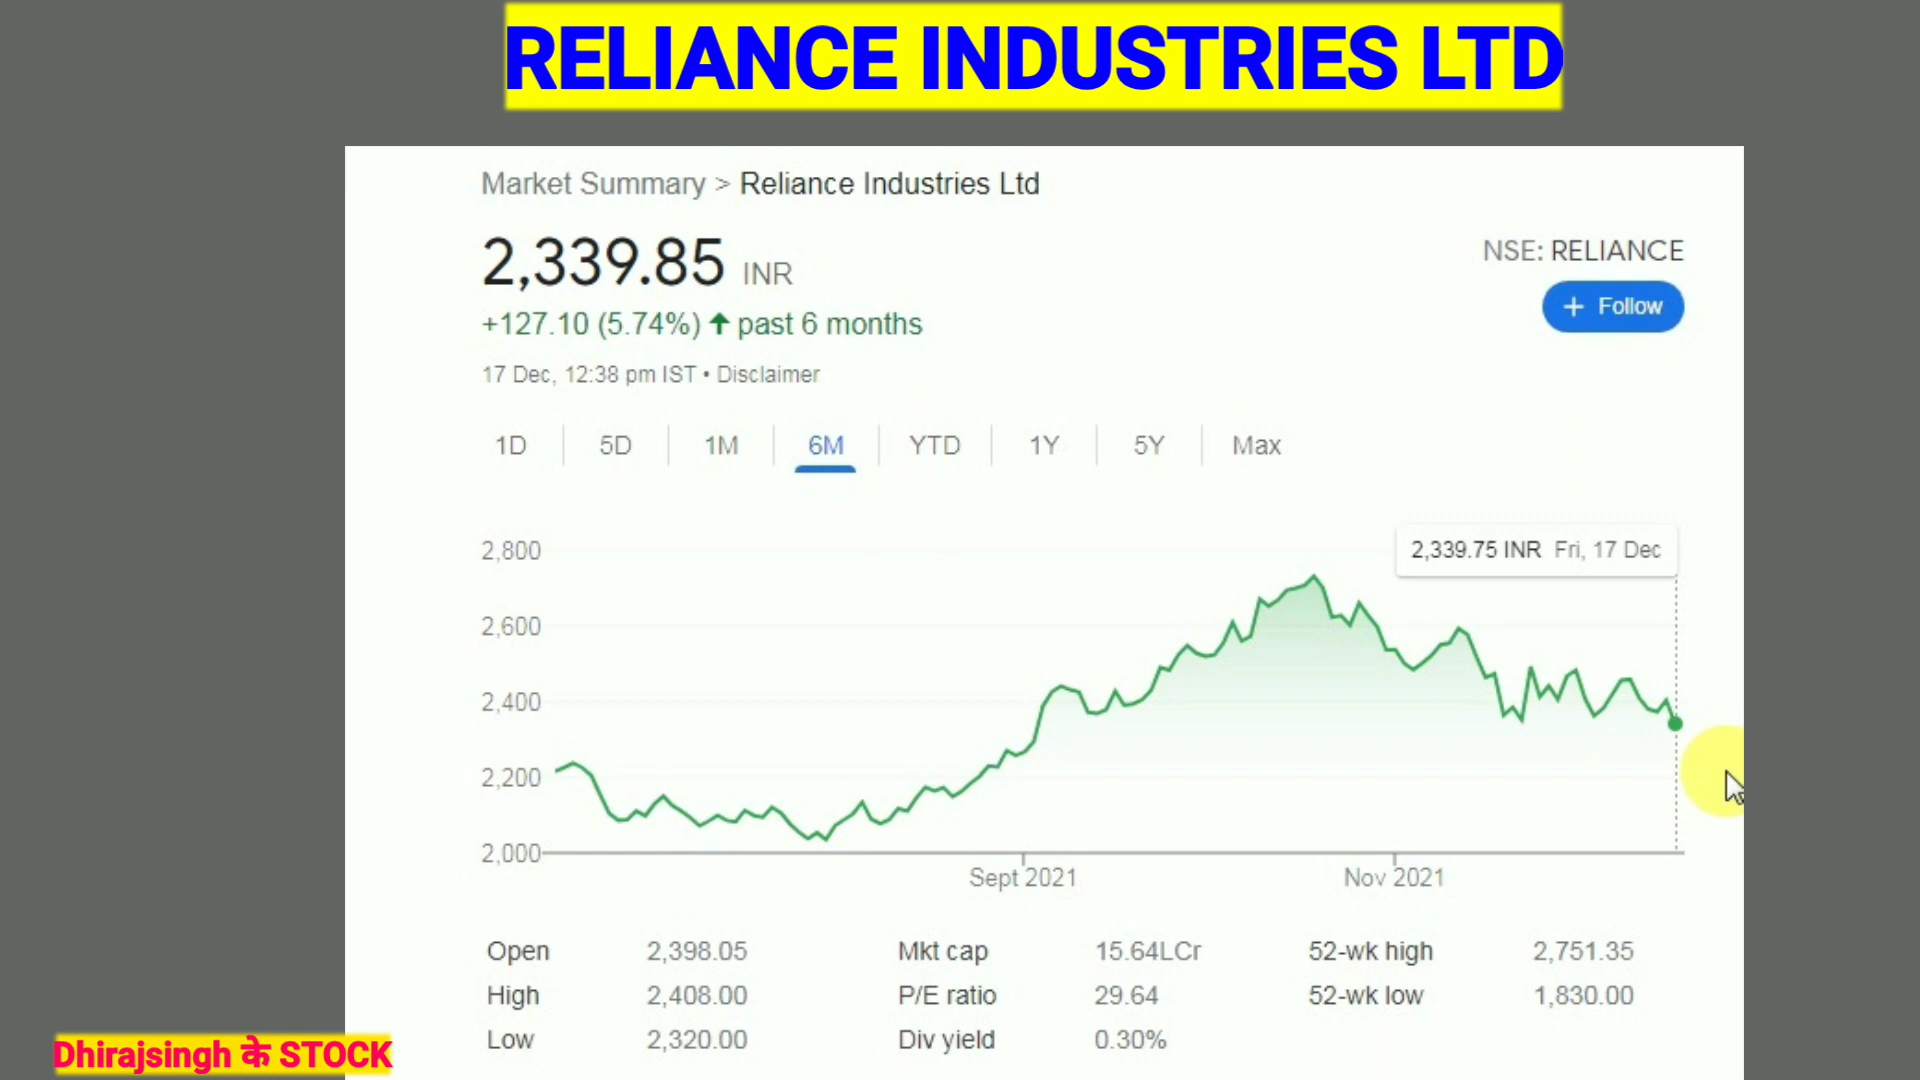 RELIANCE INDUSTRIES LTD
Market Summary > Reliance Industries Ltd
2,339.85 INR
NSE: RELIANCE
+ Follow
+127.10 (5.74%) ↑ past 6 months
17 Dec, 12:38 pm IST • Disclaimer
1D 5D 1M 6M YTD 1Y 5Y Max
2,339.75 INR Fri, 17 Dec
2,800
2,600
2,400
2,200
2,000
Sept 2021 Nov 2021
Open 2,398.05 Mkt cap 15.64LCr 52-wk high 2,751.35
High 2,408.00 P/E ratio 29.64 52-wk low 1,830.00
Low 2,320.00 Div yield 0.30%
Dhirajsingh के STOCK